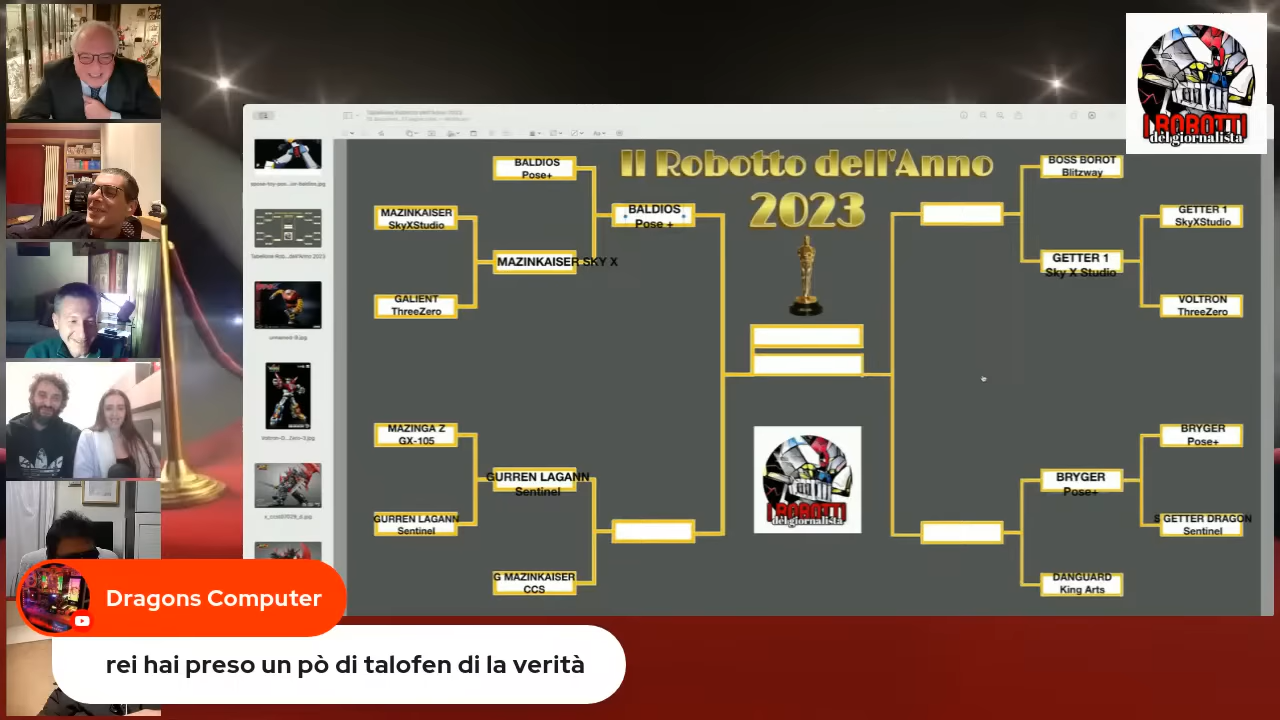 I ROBOTTI
del giornalista
Il Robotto dell'Anno
2023
BALDIOS
Pose+
MAZINKAISER
SkyXStudio
BALDIOS
Pose +
MAZINKAISER SKY X
GALIENT
ThreeZero
MAZINGA Z
GX-105
GURREN LAGANN
Sentinel
GURREN LAGANN
Sentinel
G MAZINKAISER
CCS
BOSS BOROT
Blitzway
GETTER 1
SkyXStudio
GETTER 1
Sky X Studio
VOLTRON
ThreeZero
BRYGER
Pose+
BRYGER
Pose+
S GETTER DRAGON
Sentinel
DANGUARD
King Arts
I ROBOTTI
del giornalista
Dragons Computer
rei hai preso un pò di talofen di la verità